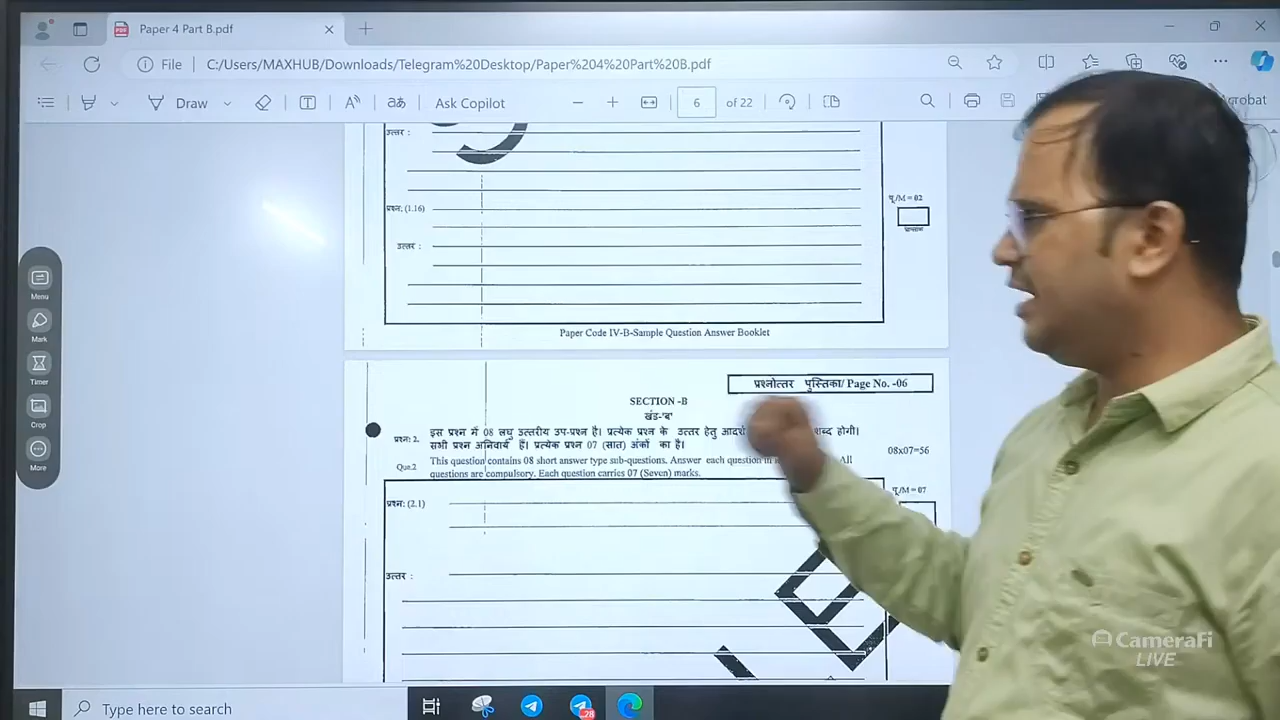 Paper 4 Part B.pdf
File
C:/Users/MAXHUB/Downloads/Telegram%20Desktop/Paper%204%20Part%20B.pdf
Draw
Ask Copilot
6
of 22
crobat
उत्तर :
प्रश्न: (1.16)
पू./M = 02
उत्तर :
Paper Code IV-B-Sample Question Answer Booklet
प्रश्नोत्तर पुस्तिका/ Page No. -06
SECTION -B
खंड-'ब'
प्रश्न: 2.
इस प्रश्न में 08 लघु उत्तरीय उप-प्रश्न है। प्रत्येक प्रश्न के उत्तर हेतु शब्द होगी।
सभी प्रश्न अनिवार्य हैं। प्रत्येक प्रश्न 07 (सात) अंकों का है।
08x07=56
Que.2
This question contains 08 short answer type sub-questions. Answer each question in All
questions are compulsory. Each question carries 07 (Seven) marks.
पू./M = 07
प्रश्न: (2.1)
उत्तर :
Menu
Mark
Timer
Crop
More
CameraFi
LIVE
Type here to search
28